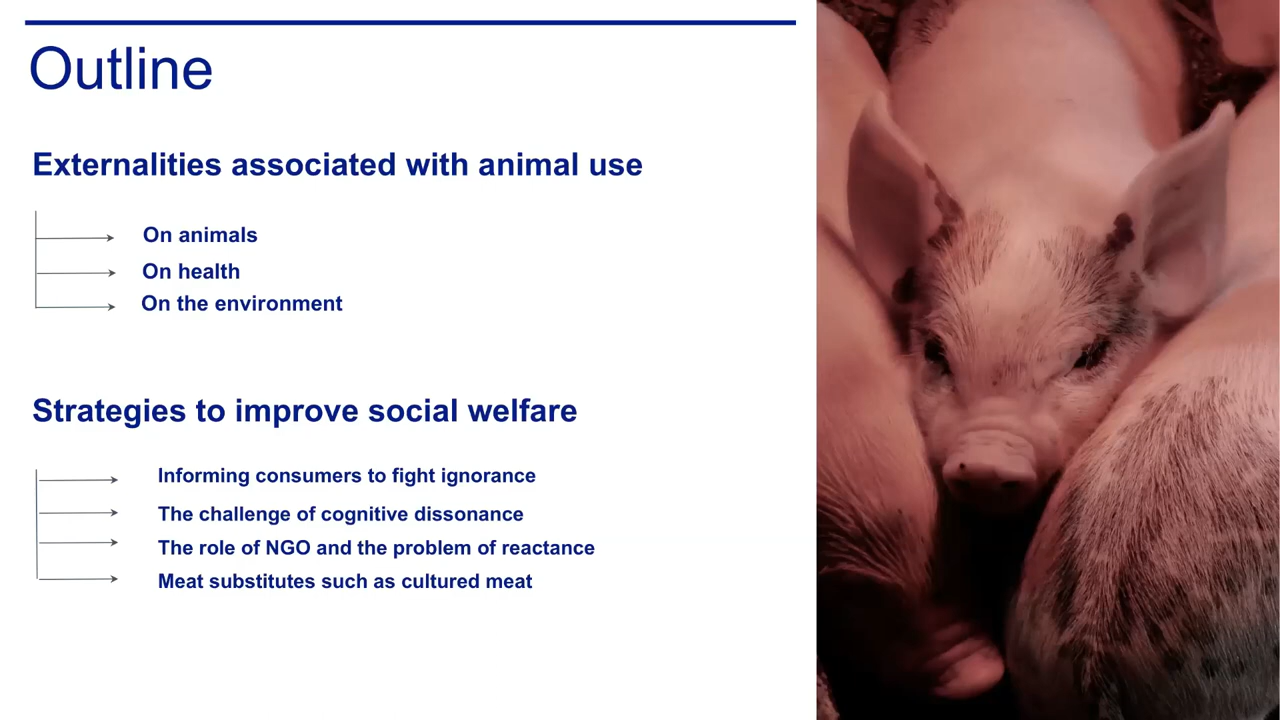 Outline
Externalities associated with animal use
On animals
On health
On the environment
Strategies to improve social welfare
Informing consumers to fight ignorance
The challenge of cognitive dissonance
The role of NGO and the problem of reactance
Meat substitutes such as cultured meat